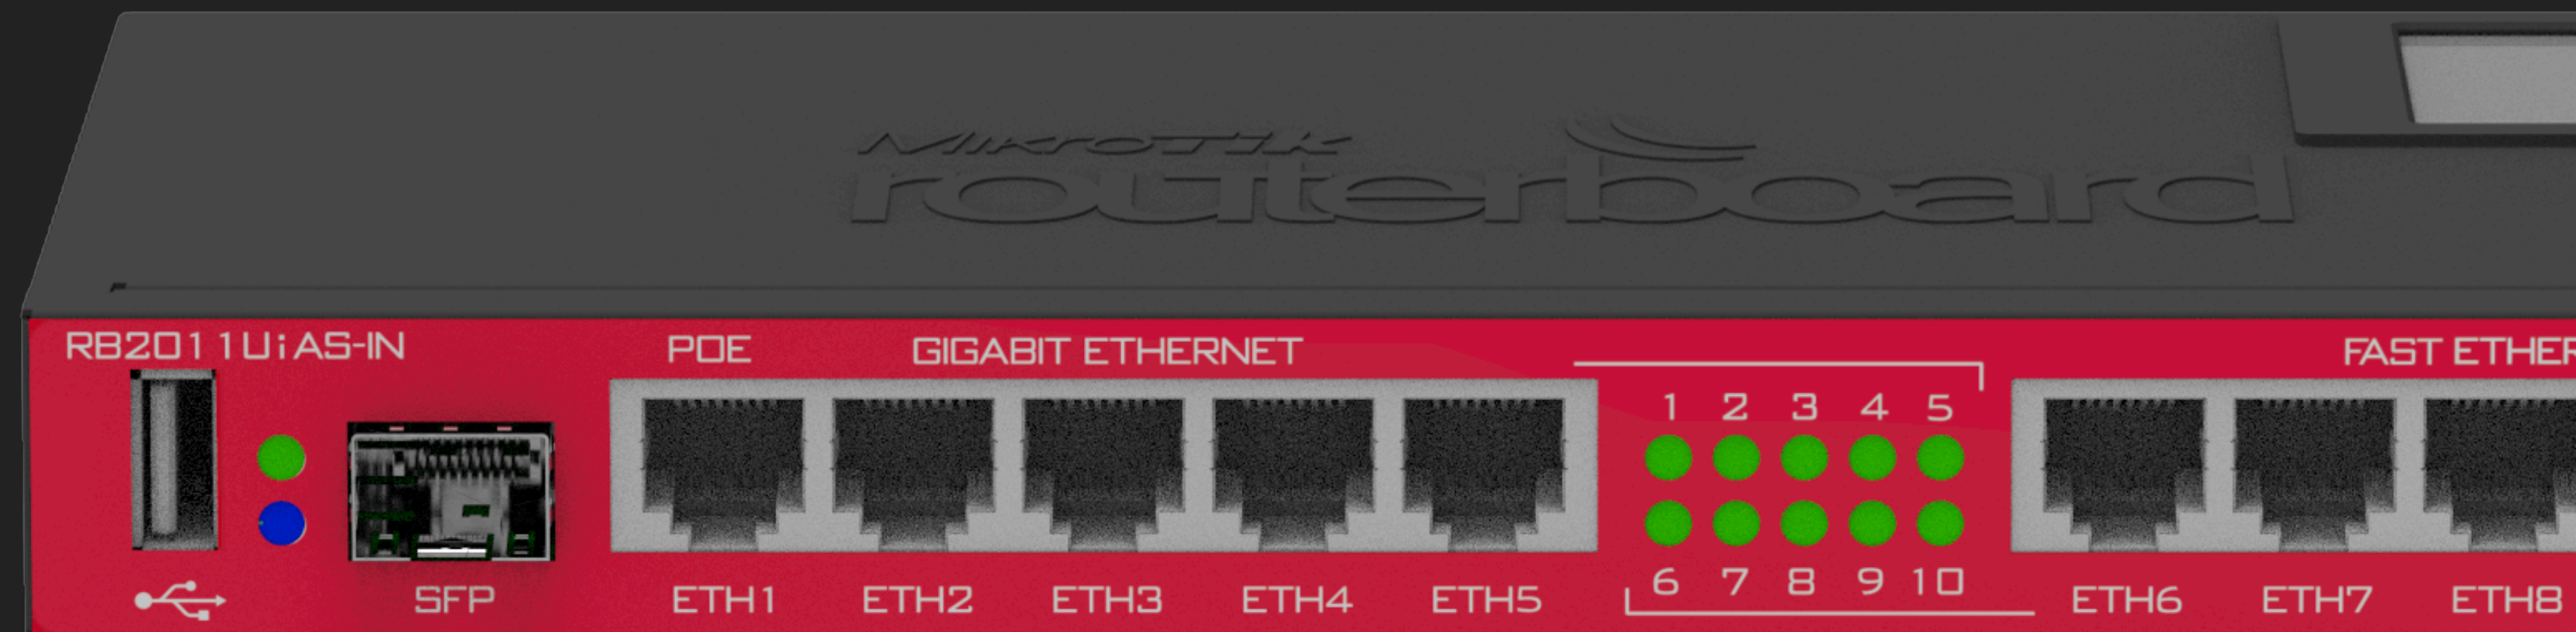 MikroTik
routerboard
RB2011UiAS-IN
POE
GIGABIT ETHERNET
FAST ETHER
1 2 3 4 5
6 7 8 9 10
SFP
ETH1
ETH2
ETH3
ETH4
ETH5
ETH6
ETH7
ETH8